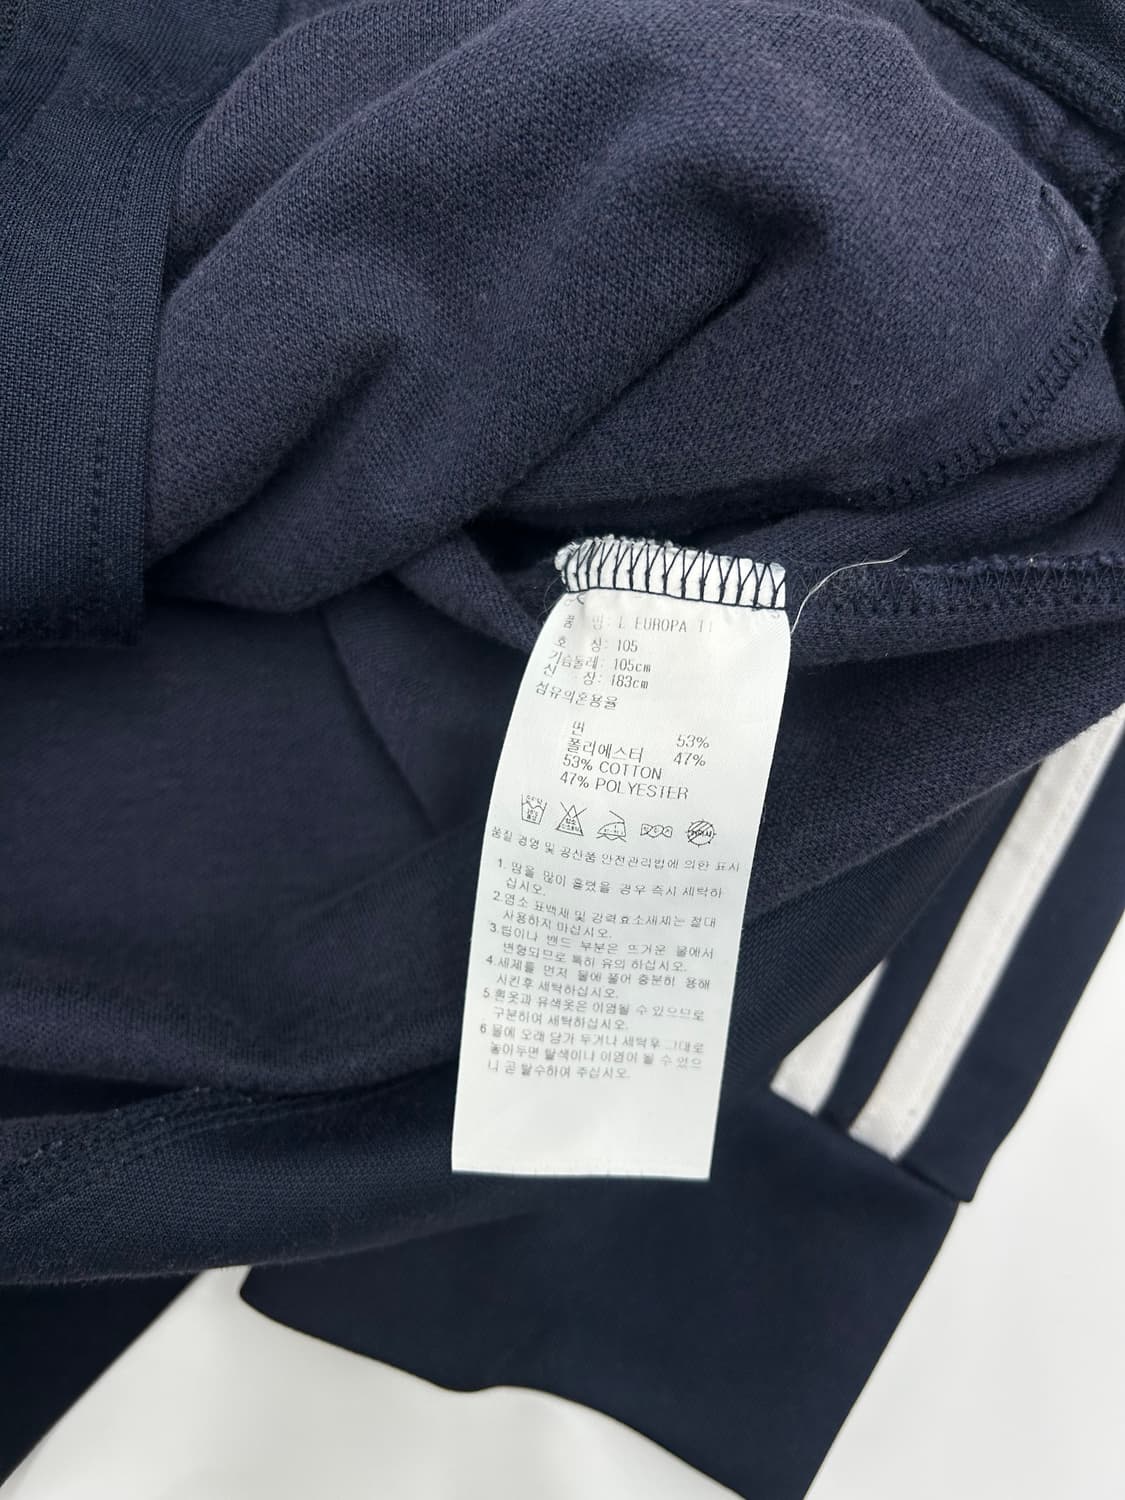 품 명: L EUROPA T
호 칭: 105
가슴둘레: 105cm
신 장: 183cm
섬유의혼용율
면 53%
폴리에스터 47%
53% COTTON
47% POLYESTER
품질 경영 및 공산품 안전관리법에 의한 표시
1. 땀을 많이 흘렸을 경우 즉시 세탁하
십시오.
2.염소 표백세 및 강력효소세제는 절대
사용하지 마십시오.
3.립이나 밴드 부분은 뜨거운 물에서
변형되므로 특히 유의 하십시오.
4.세제를 먼저 물에 풀어 충분히 용해
시킨후 세탁하십시오.
5 흰옷과 유색옷은 이염될 수 있으므로
구분하여 세탁하십시오.
6 물에 오래 담가 두거나 세탁후 그대로
놓아두면 탈색이나 이염이 될 수 있으
니 곧 탈수하여 주십시오.